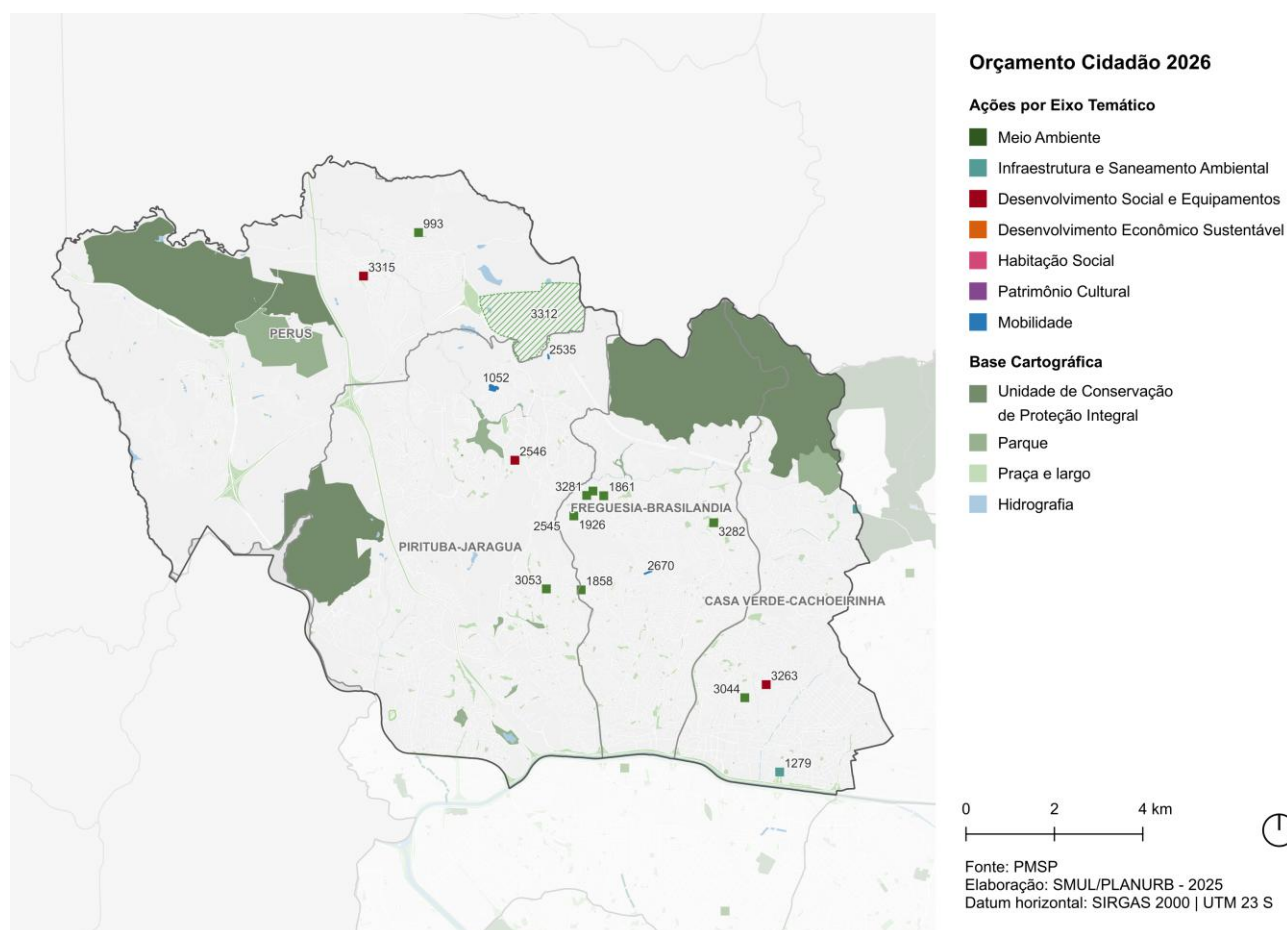 993
3315
3312
PERUS
2535
1052
2546
3281
1861
FREGUESIA-BRASILANDIA
2545
1926
3282
PIRITUBA-JARAGUA
2670
3053
1858
CASA VERDE-CACHOEIRINHA
3263
3044
1279
Orçamento Cidadão 2026
Ações por Eixo Temático
Meio Ambiente
Infraestrutura e Saneamento Ambiental
Desenvolvimento Social e Equipamentos
Desenvolvimento Econômico Sustentável
Habitação Social
Patrimônio Cultural
Mobilidade
Base Cartográfica
Unidade de Conservação
de Proteção Integral
Parque
Praça e largo
Hidrografia
0 2 4 km
Fonte: PMSP
Elaboração: SMUL/PLANURB - 2025
Datum horizontal: SIRGAS 2000 | UTM 23 S